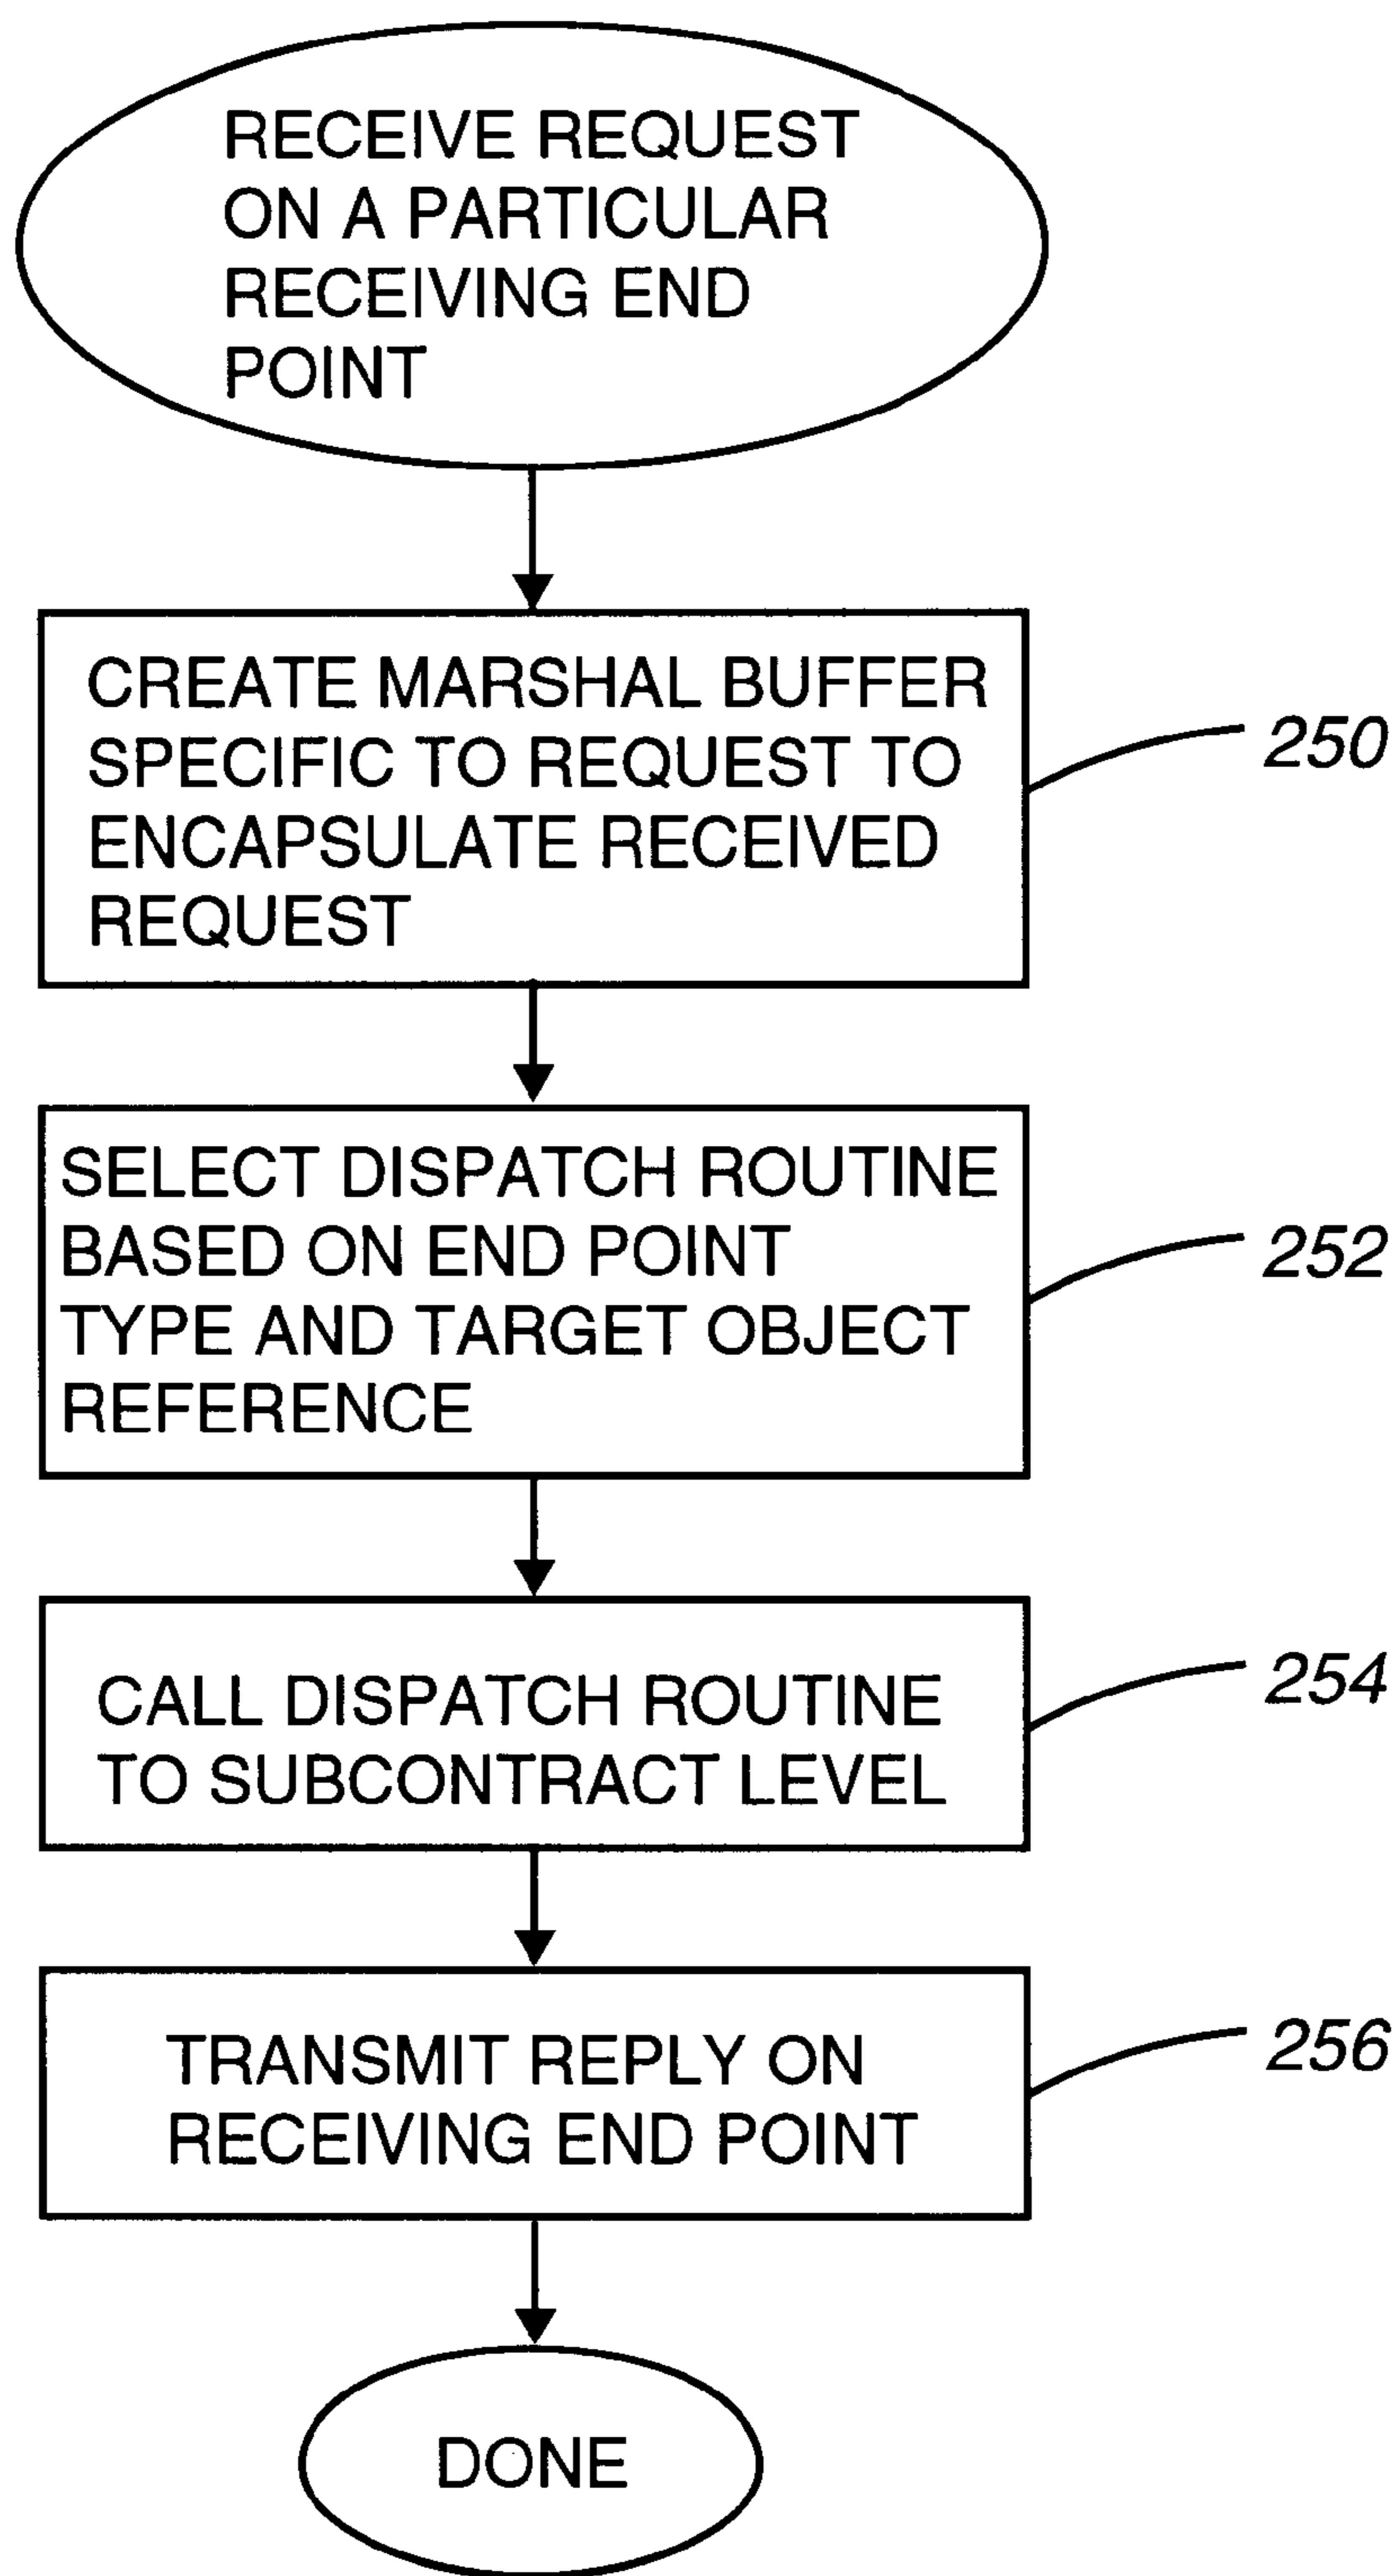 RECEIVE REQUEST
ON A PARTICULAR
RECEIVING END
POINT
CREATE MARSHAL BUFFER
SPECIFIC TO REQUEST TO
ENCAPSULATE RECEIVED
REQUEST
250
SELECT DISPATCH ROUTINE
BASED ON END POINT
TYPE AND TARGET OBJECT
REFERENCE
252
CALL DISPATCH ROUTINE
TO SUBCONTRACT LEVEL
254
TRANSMIT REPLY ON
RECEIVING END POINT
256
DONE